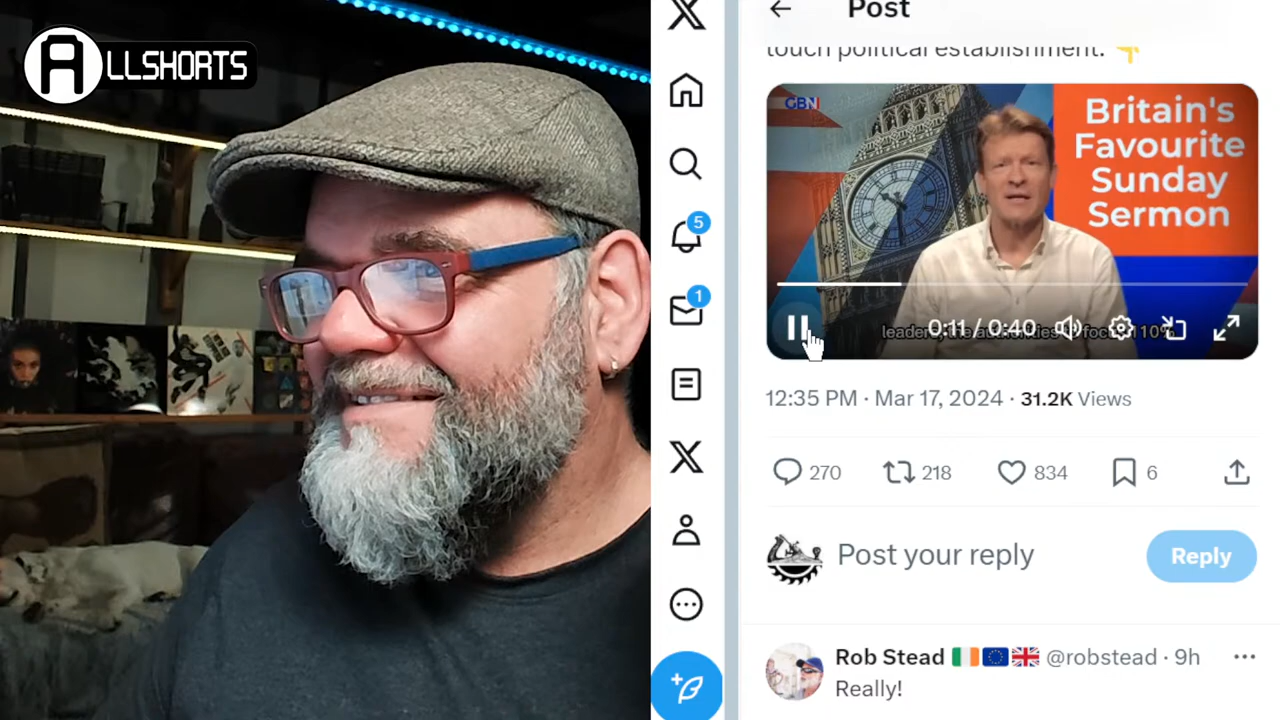 ALLSHORTS
Post
touch political establishment.
GBN
Britain's
Favourite
Sunday
Sermon
0:11 / 0:40
12:35 PM · Mar 17, 2024 · 31.2K Views
270
218
834
6
5
1
Post your reply
Reply
Rob Stead @robstead · 9h
Really!